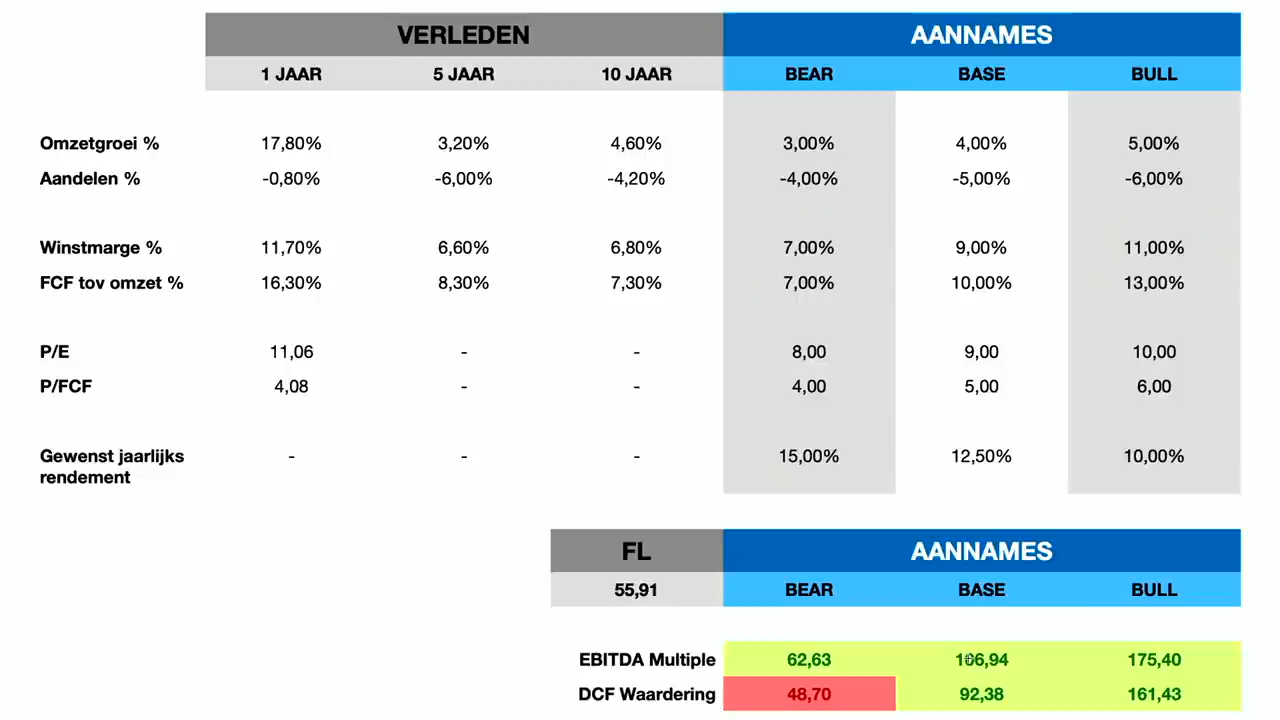 VERLEDEN AANNAMES
1 JAAR 5 JAAR 10 JAAR BEAR BASE BULL
Omzetgroei % 17,80% 3,20% 4,60% 3,00% 4,00% 5,00%
Aandelen % -0,80% -6,00% -4,20% -4,00% -5,00% -6,00%
Winstmarge % 11,70% 6,60% 6,80% 7,00% 9,00% 11,00%
FCF tov omzet % 16,30% 8,30% 7,30% 7,00% 10,00% 13,00%
P/E 11,06 - - 8,00 9,00 10,00
P/FCF 4,08 - - 4,00 5,00 6,00
Gewenst jaarlijks - - - 15,00% 12,50% 10,00%
rendement
FL AANNAMES
55,91 BEAR BASE BULL
EBITDA Multiple 62,63 175,40
DCF Waardering 48,70 92,38 161,43